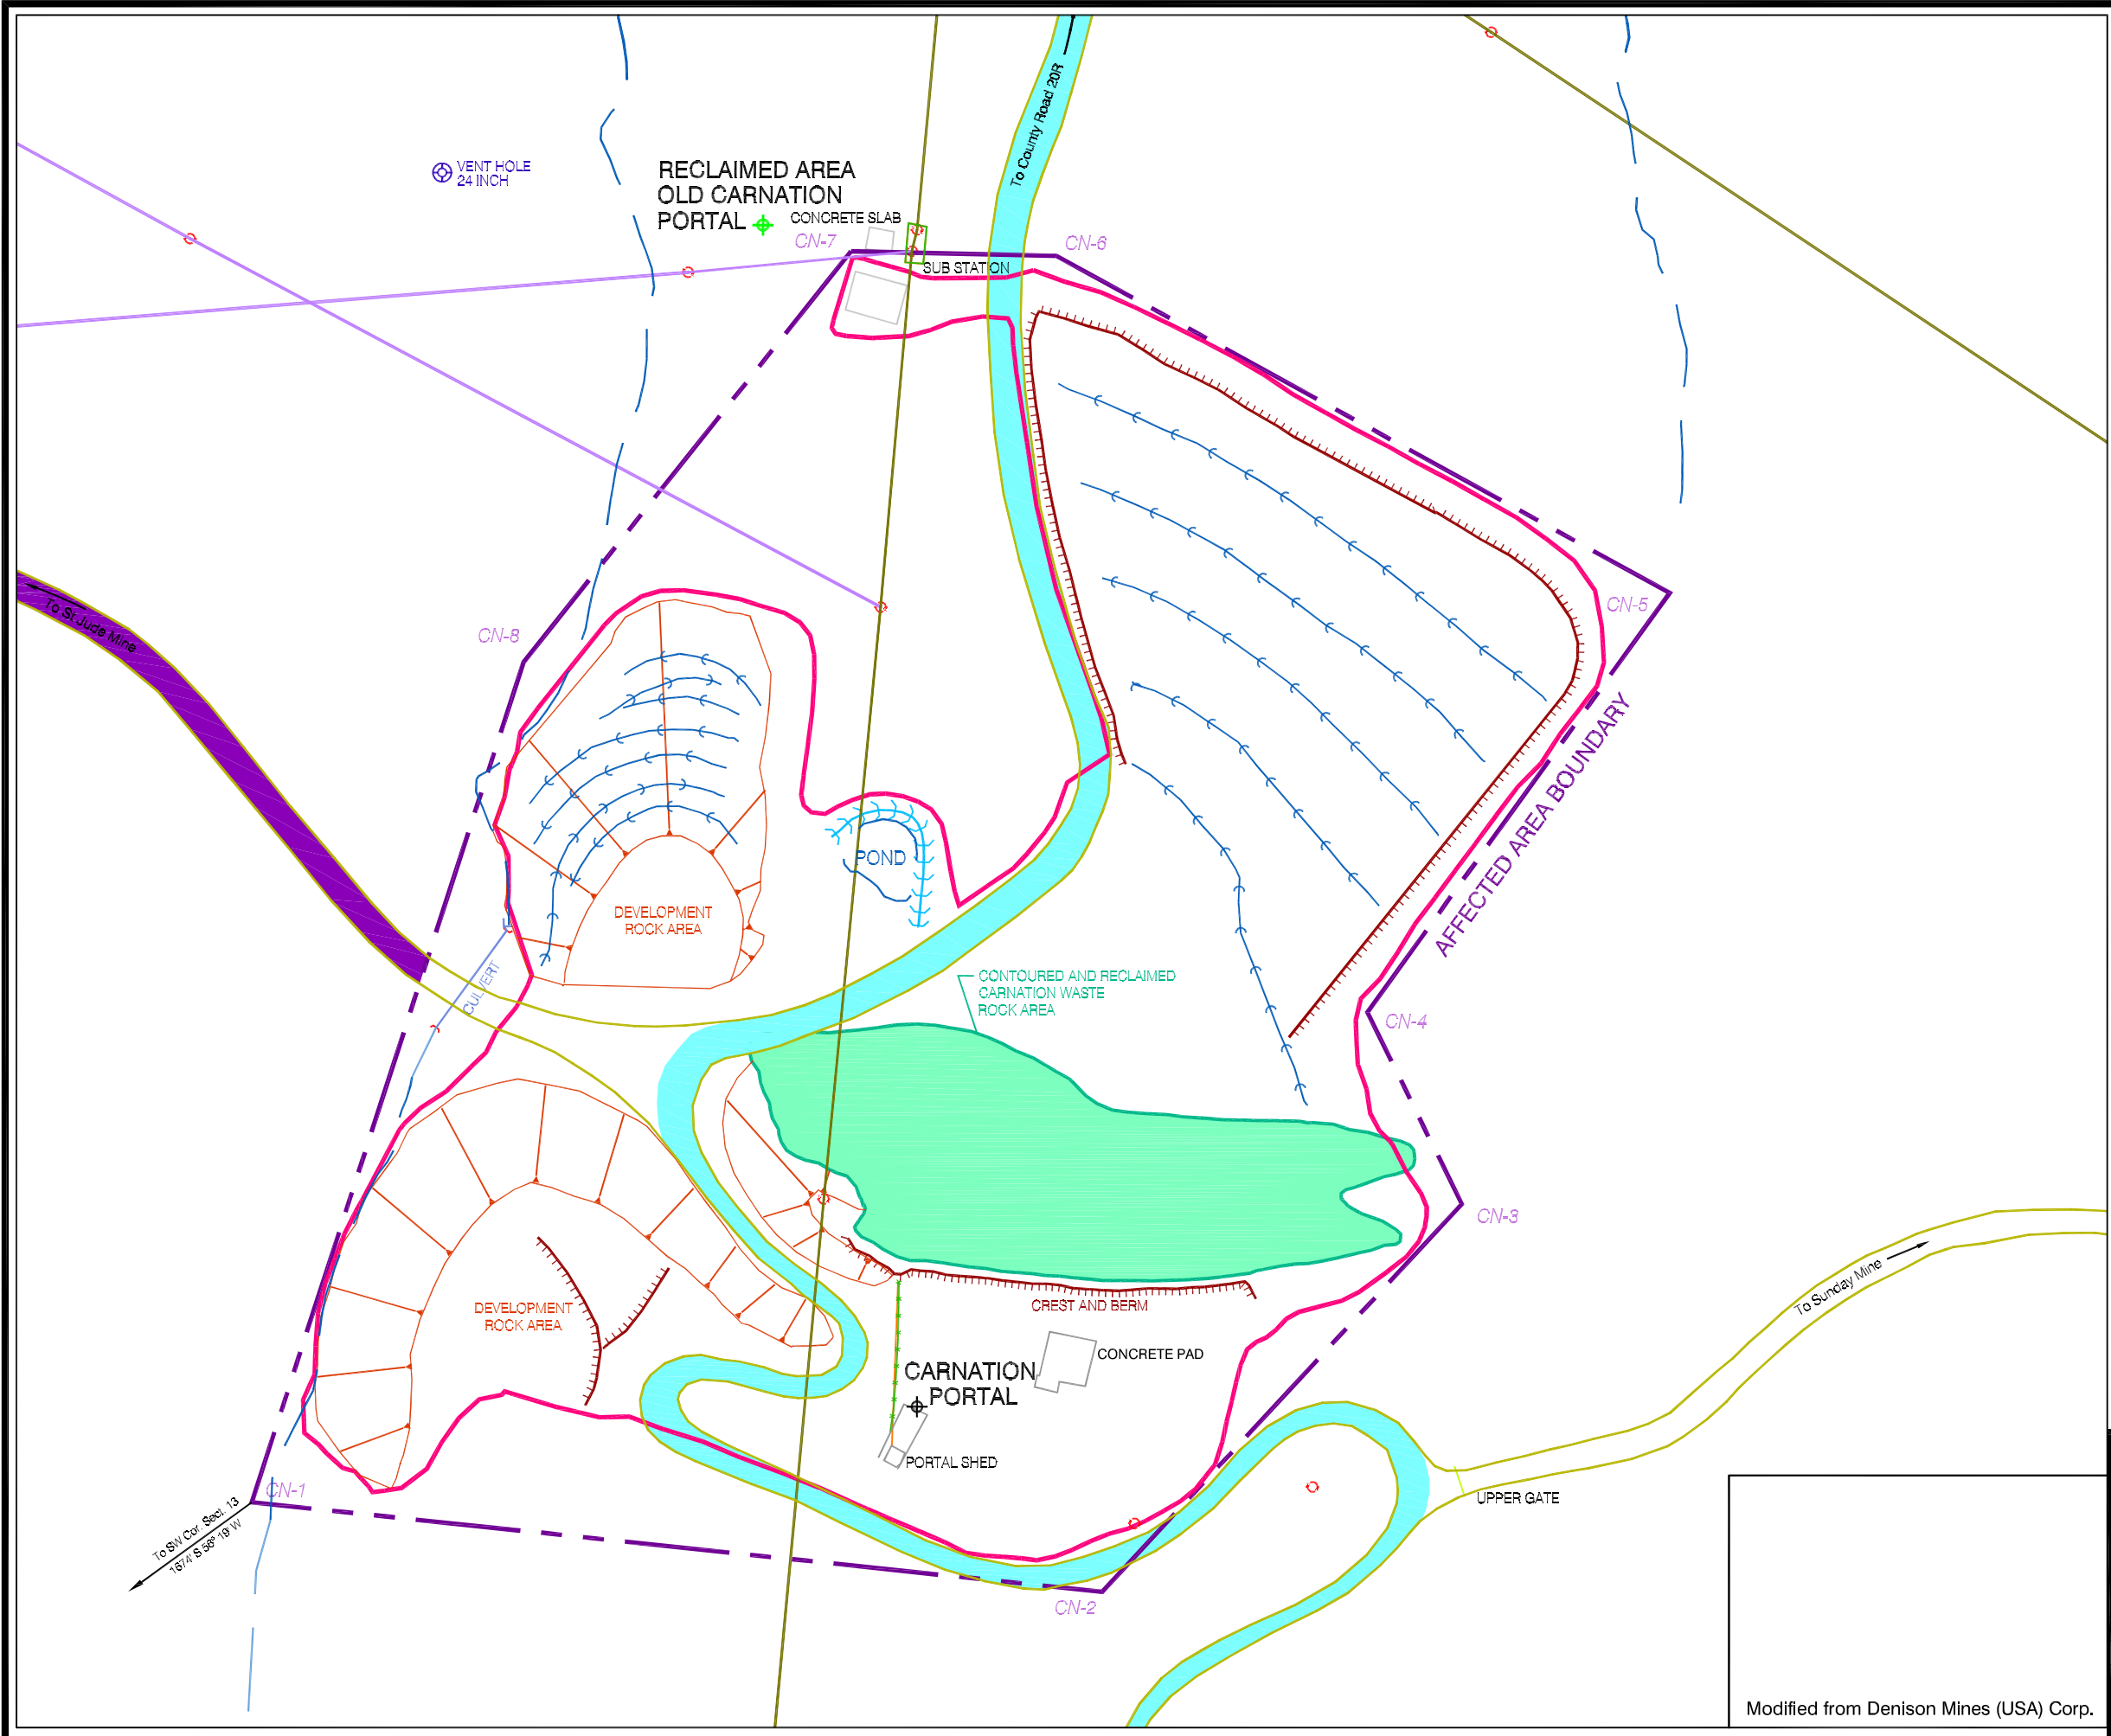 To County Road 20R
VENT HOLE
24 INCH
RECLAIMED AREA
OLD CARNATION
PORTAL
CONCRETE SLAB
CN-7
CN-6
SUB STATION
To St Jude Mine
CN-8
CN-5
AFFECTED AREA BOUNDARY
POND
DEVELOPMENT
ROCK AREA
CULVERT
CONTOURED AND RECLAIMED
CARNATION WASTE
ROCK AREA
CN-4
CN-3
To Sunday Mine
DEVELOPMENT
ROCK AREA
CREST AND BERM
CONCRETE PAD
CARNATION
PORTAL
PORTAL SHED
CN-1
To SW Cor. Sect. 13
1674' S 56° 19' W
UPPER GATE
CN-2
Modified from Denison Mines (USA) Corp.